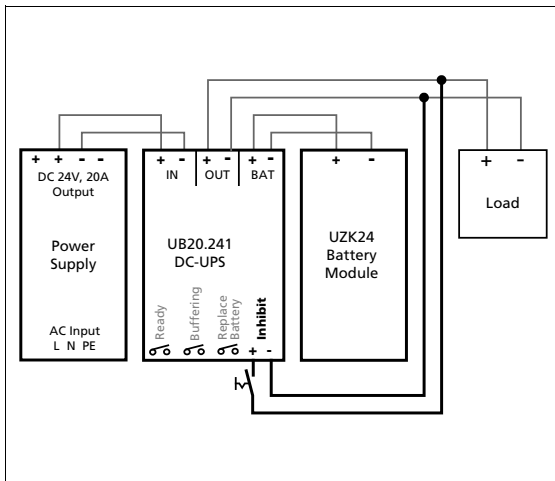 + + - -
DC 24V, 20A
Output
Power
Supply
AC Input
L N PE
+ - + - + -
IN OUT BAT
UB20.241
DC-UPS
Ready
Buffering
Replace
Battery
Inhibit
+ -
+ -
UZK24
Battery
Module
+ -
Load